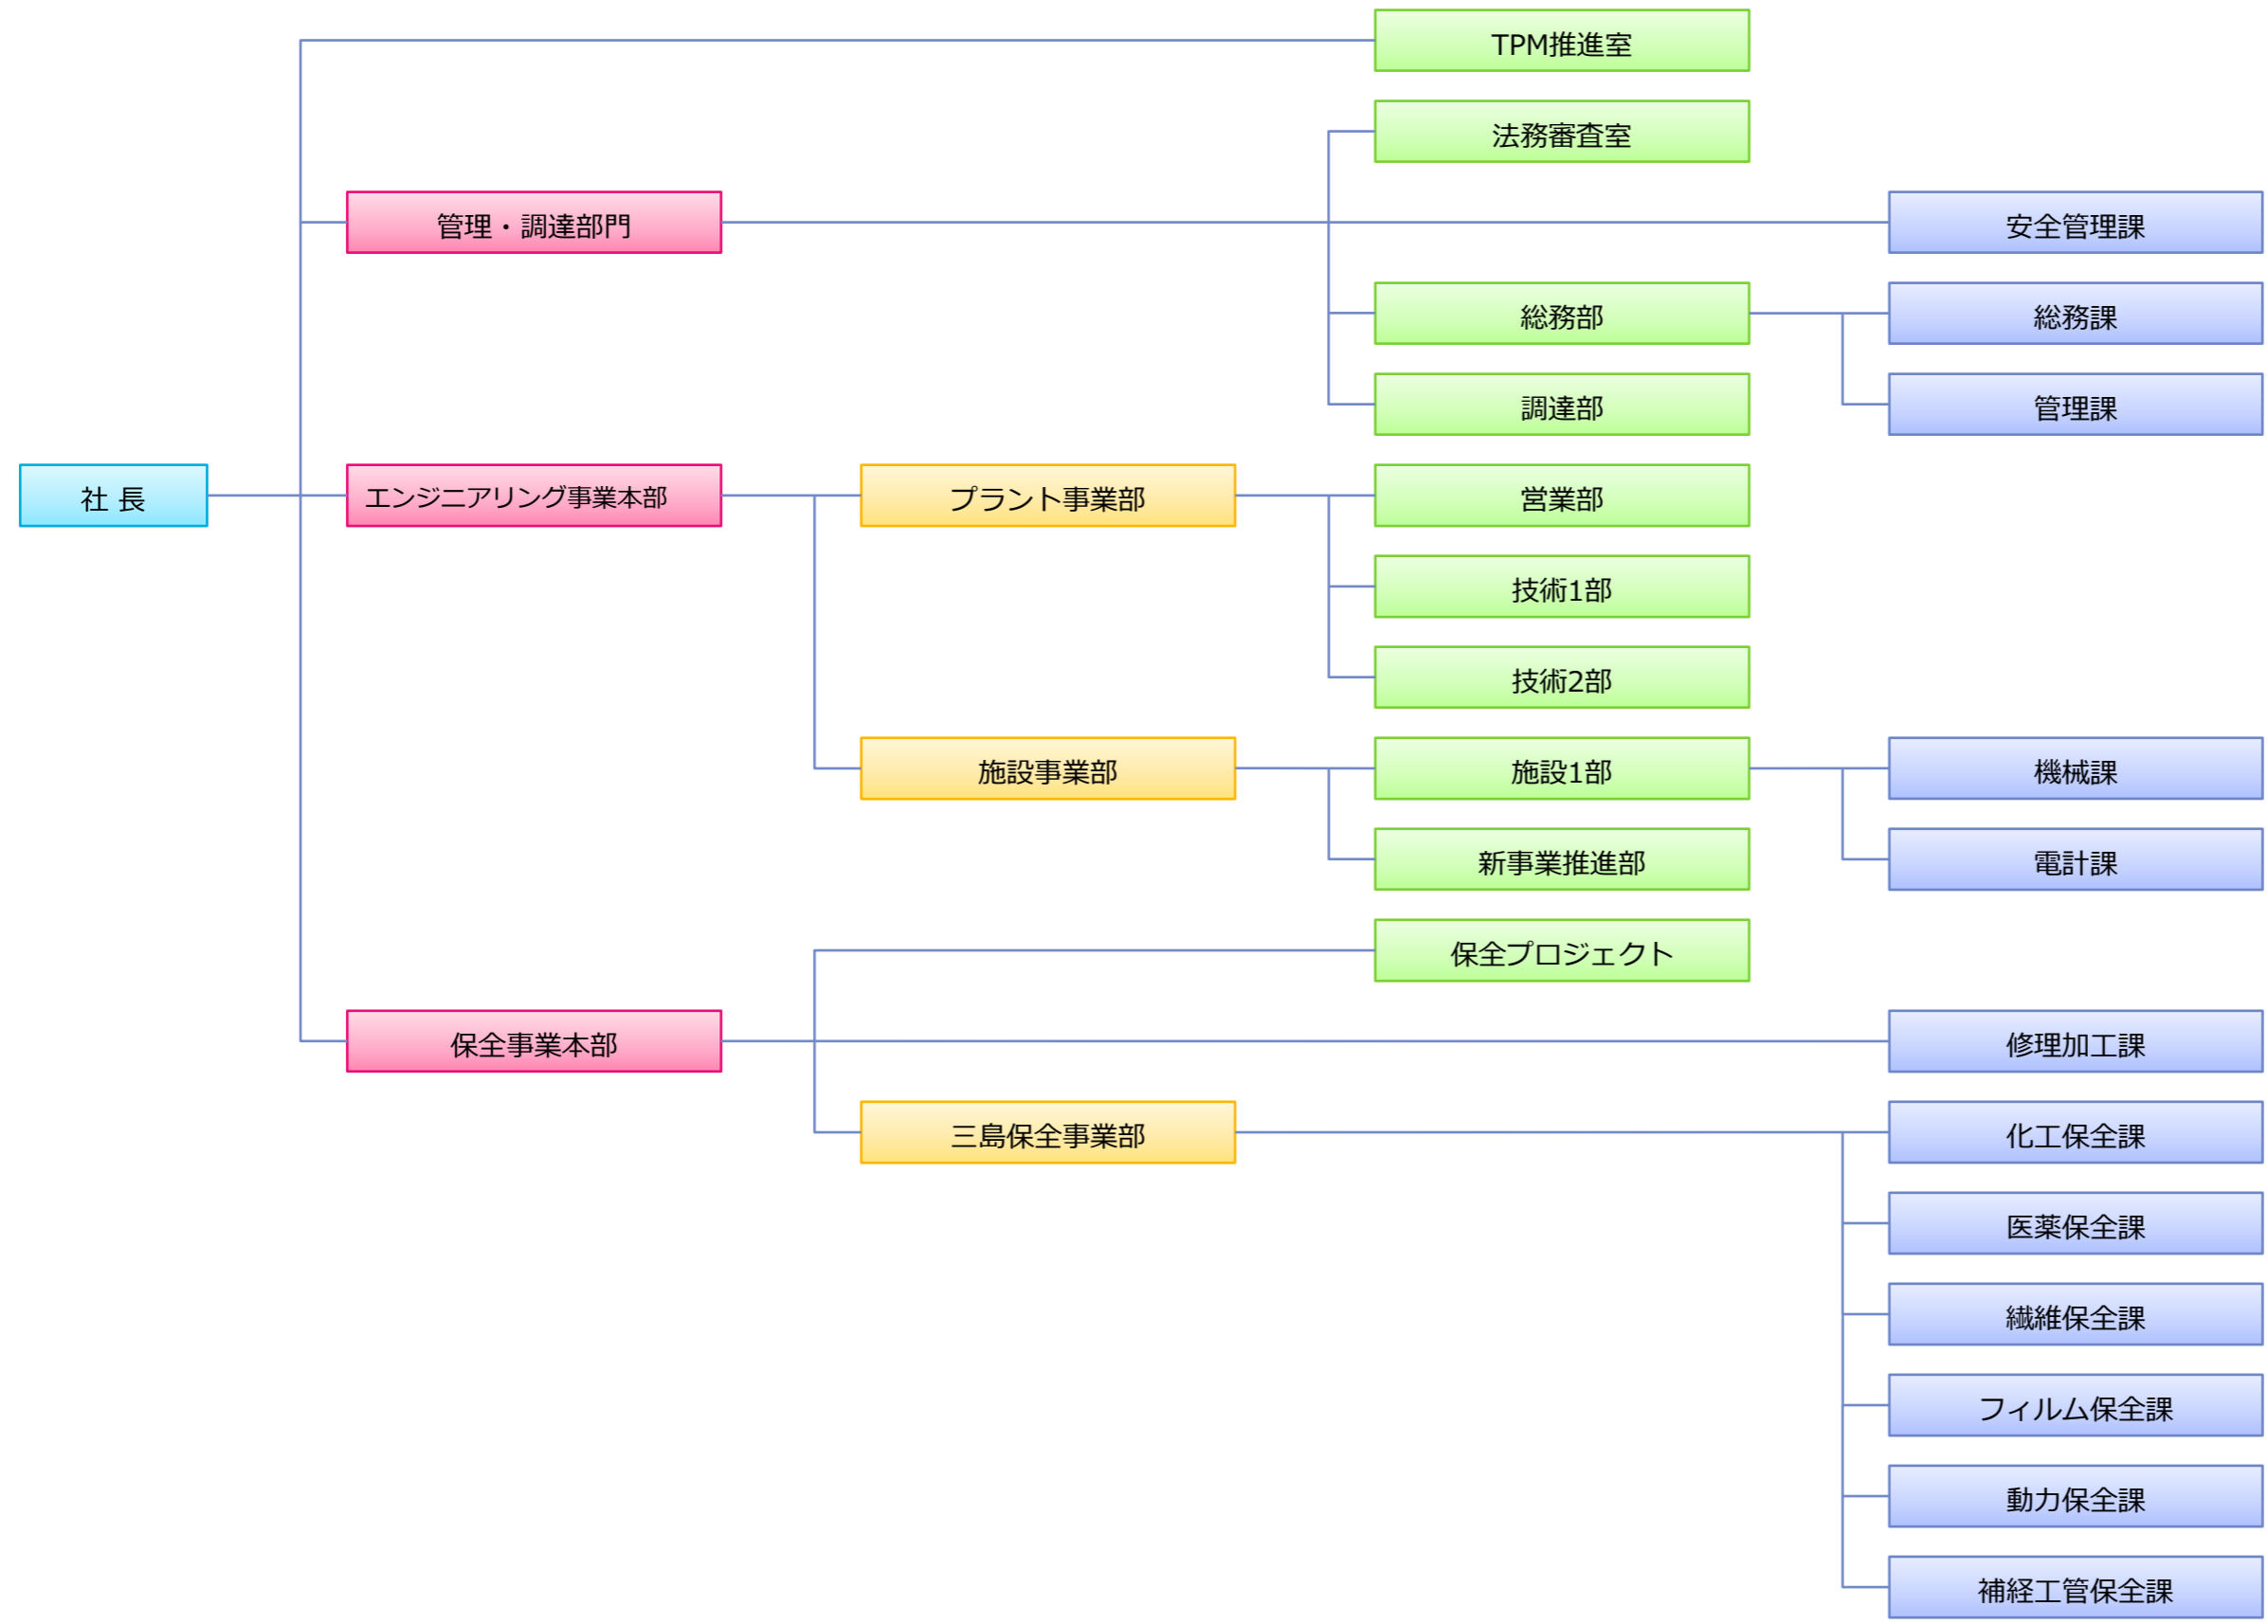 TPM推進室
法務審査室
管理・調達部門
安全管理課
総務部
総務課
調達部
管理課
社 長
エンジニアリング事業本部
プラント事業部
営業部
技術1部
技術2部
施設事業部
施設1部
機械課
新事業推進部
電計課
保全プロジェクト
保全事業本部
修理加工課
三島保全事業部
化工保全課
医薬保全課
繊維保全課
フィルム保全課
動力保全課
補経工管保全課